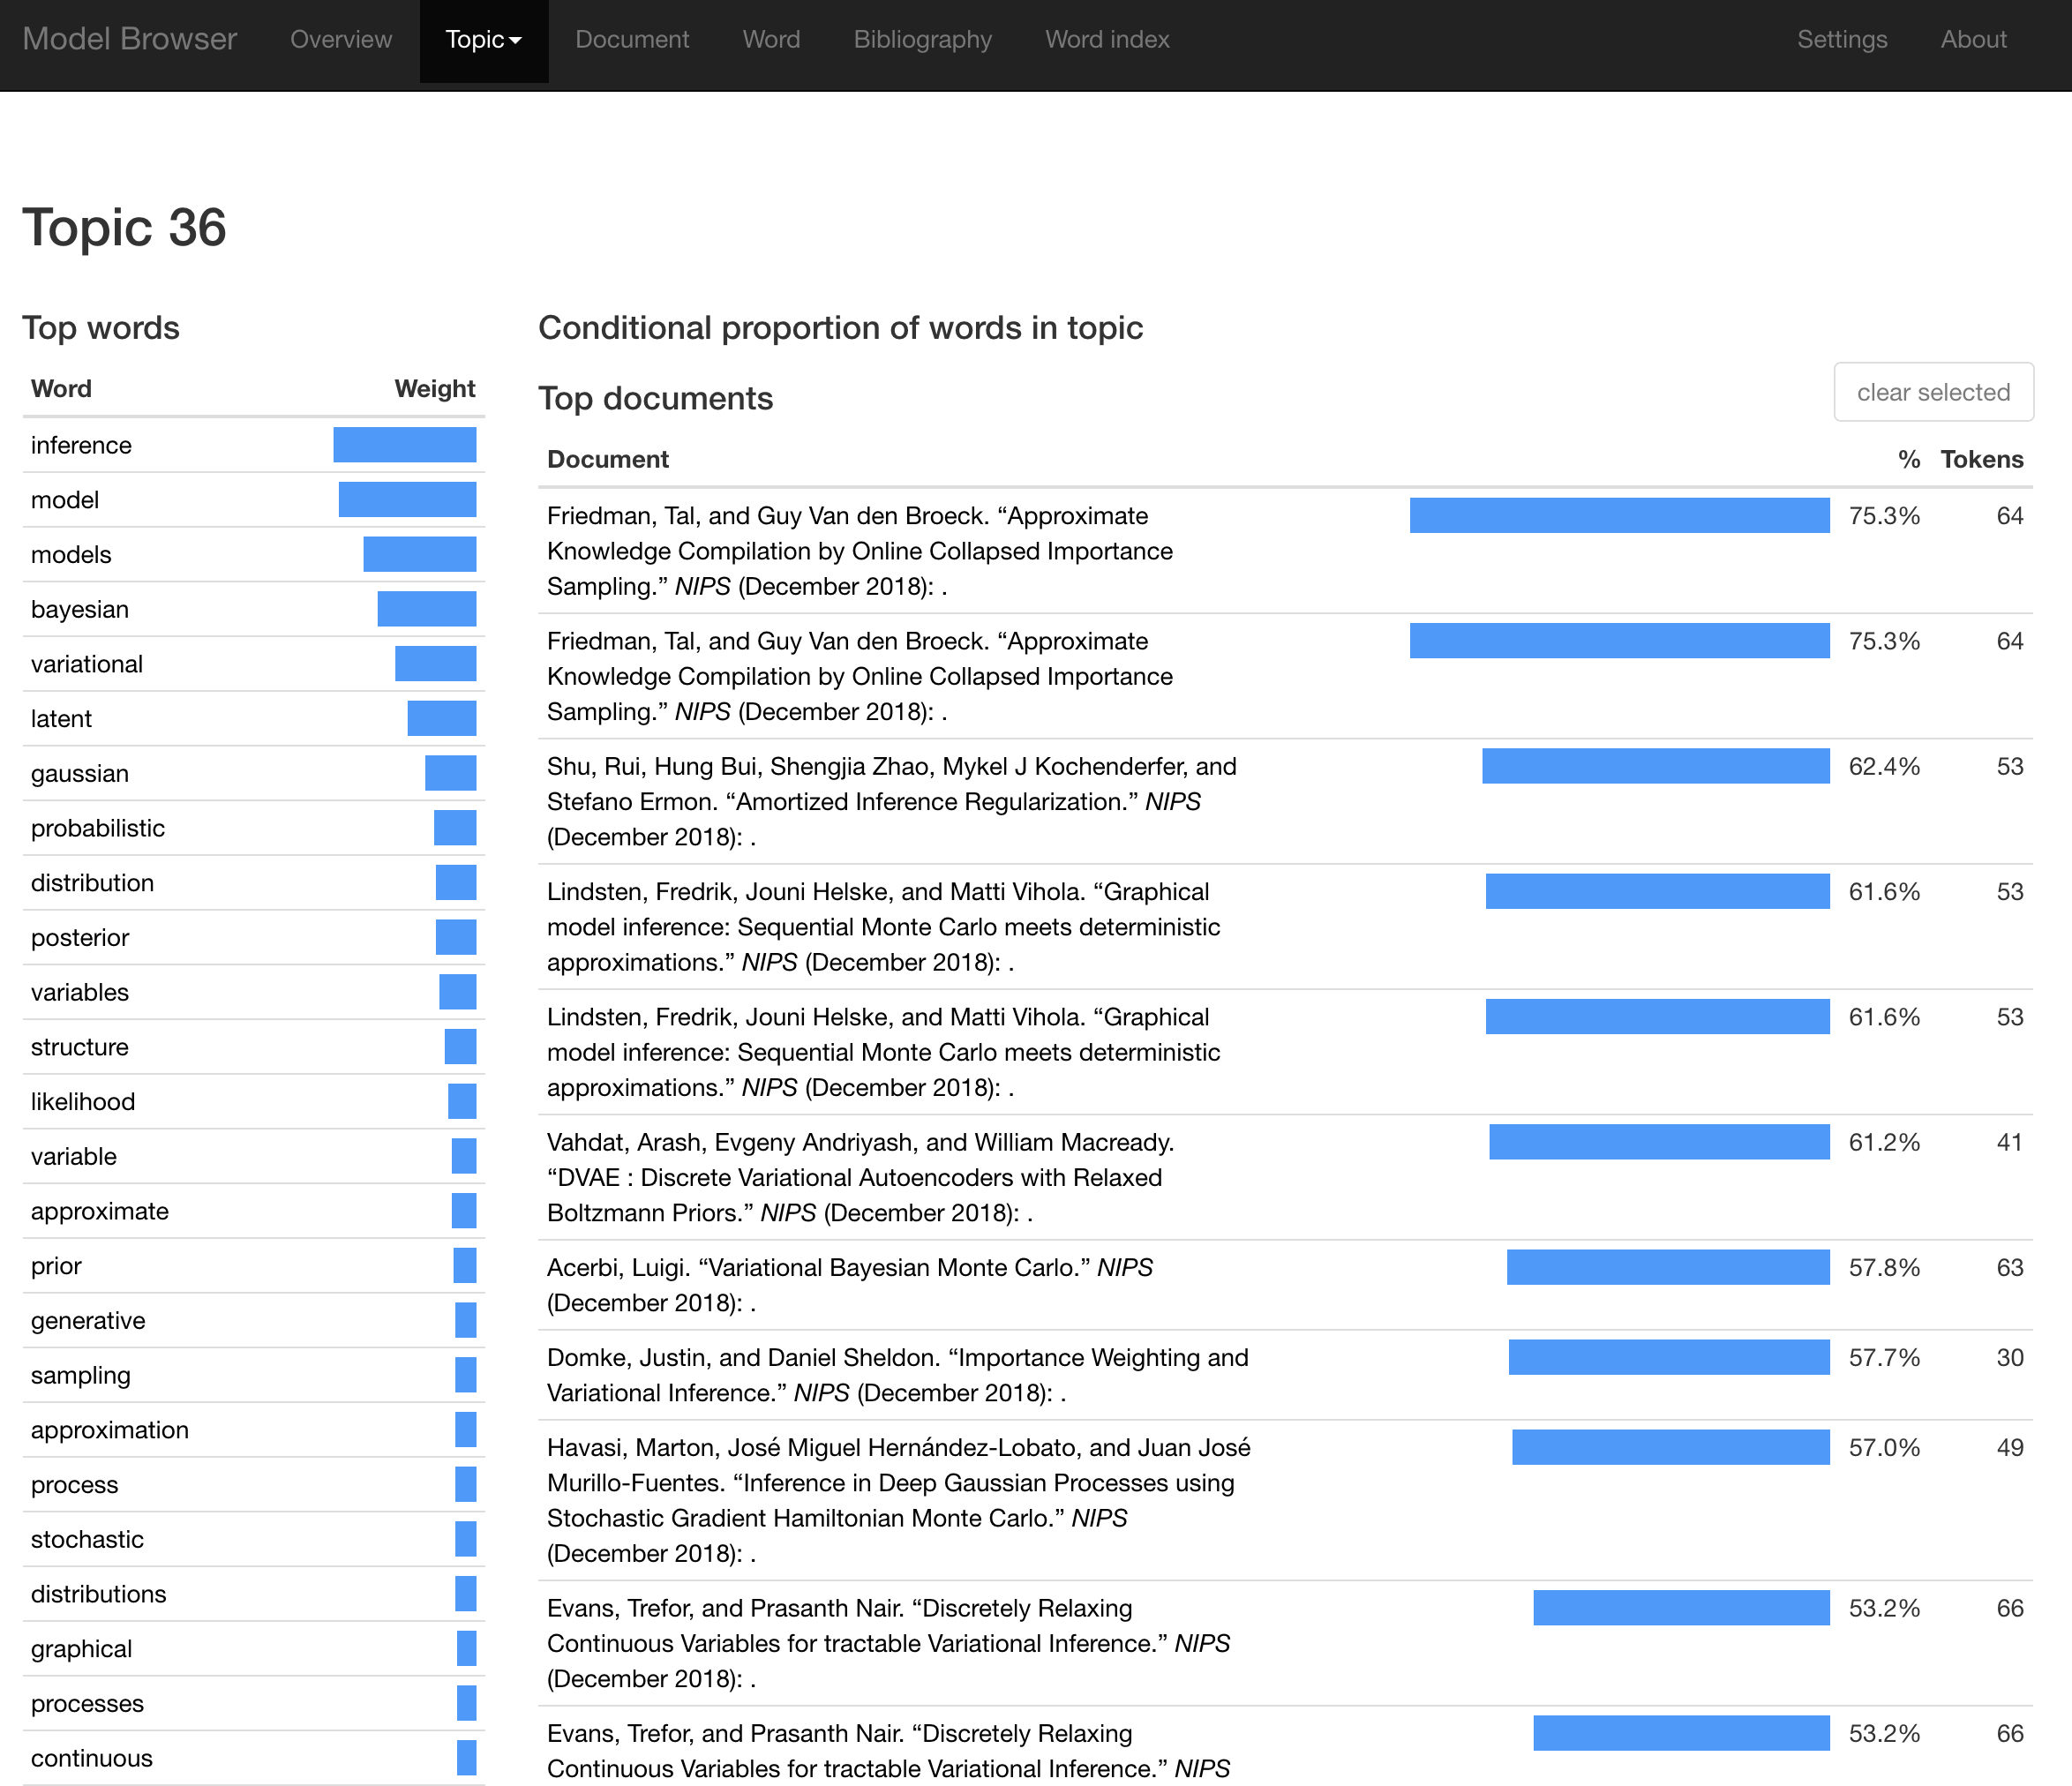 Model Browser Overview Topic Document Word Bibliography Word index Settings About
Topic 36
Top words
Word Weight
inference
model
models
bayesian
variational
latent
gaussian
probabilistic
distribution
posterior
variables
structure
likelihood
variable
approximate
prior
generative
sampling
approximation
process
stochastic
distributions
graphical
processes
continuous
Conditional proportion of words in topic
Top documents
clear selected
Document % Tokens
Friedman, Tal, and Guy Van den Broeck. “Approximate 75.3% 64
Knowledge Compilation by Online Collapsed Importance
Sampling.” NIPS (December 2018): .
Friedman, Tal, and Guy Van den Broeck. “Approximate 75.3% 64
Knowledge Compilation by Online Collapsed Importance
Sampling.” NIPS (December 2018): .
Shu, Rui, Hung Bui, Shengjia Zhao, Mykel J Kochenderfer, and 62.4% 53
Stefano Ermon. “Amortized Inference Regularization.” NIPS
(December 2018): .
Lindsten, Fredrik, Jouni Helske, and Matti Vihola. “Graphical 61.6% 53
model inference: Sequential Monte Carlo meets deterministic
approximations.” NIPS (December 2018): .
Lindsten, Fredrik, Jouni Helske, and Matti Vihola. “Graphical 61.6% 53
model inference: Sequential Monte Carlo meets deterministic
approximations.” NIPS (December 2018): .
Vahdat, Arash, Evgeny Andriyash, and William Macready. 61.2% 41
“DVAE : Discrete Variational Autoencoders with Relaxed
Boltzmann Priors.” NIPS (December 2018): .
Acerbi, Luigi. “Variational Bayesian Monte Carlo.” NIPS 57.8% 63
(December 2018): .
Domke, Justin, and Daniel Sheldon. “Importance Weighting and 57.7% 30
Variational Inference.” NIPS (December 2018): .
Havasi, Marton, José Miguel Hernández-Lobato, and Juan José 57.0% 49
Murillo-Fuentes. “Inference in Deep Gaussian Processes using
Stochastic Gradient Hamiltonian Monte Carlo.” NIPS
(December 2018): .
Evans, Trefor, and Prasanth Nair. “Discretely Relaxing 53.2% 66
Continuous Variables for tractable Variational Inference.” NIPS
(December 2018): .
Evans, Trefor, and Prasanth Nair. “Discretely Relaxing 53.2% 66
Continuous Variables for tractable Variational Inference.” NIPS